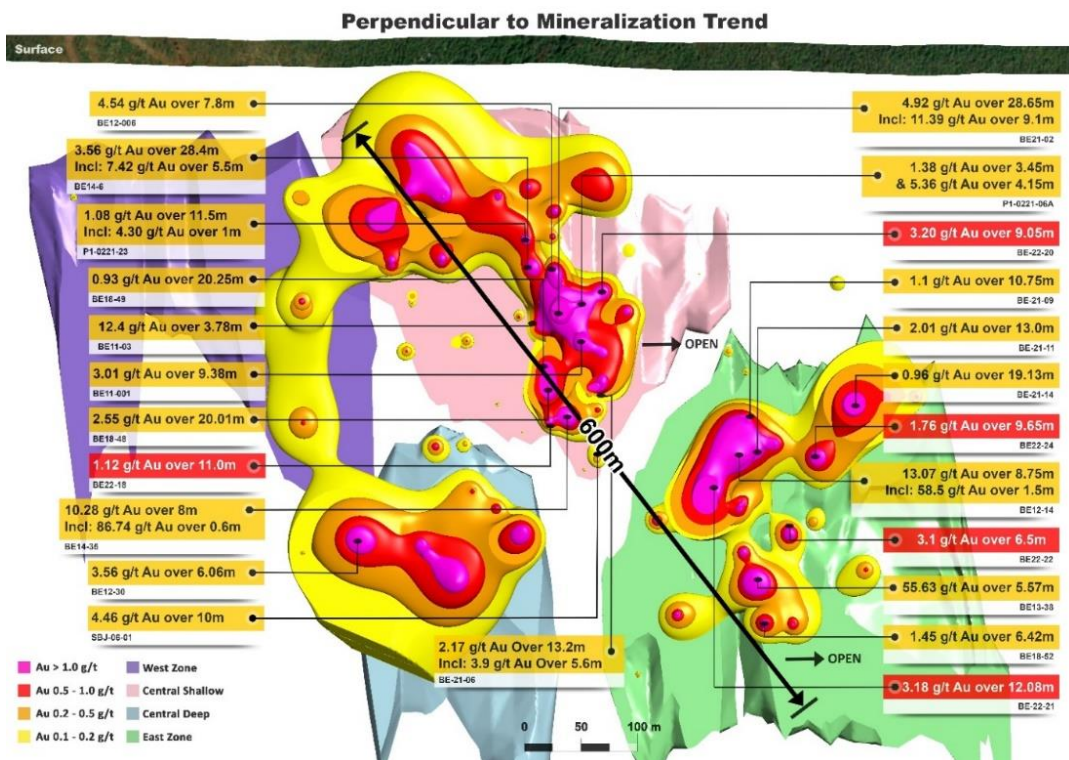 Perpendicular to Mineralization Trend
Surface
4.54 g/t Au over 7.8m
BE12-006
3.56 g/t Au over 28.4m
Incl: 7.42 g/t Au over 5.5m
BE14-6
1.08 g/t Au over 11.5m
Incl: 4.30 g/t Au over 1m
P1-0221-23
0.93 g/t Au over 20.25m
BE18-49
12.4 g/t Au over 3.78m
BE11-03
3.01 g/t Au over 9.38m
BE11-001
2.55 g/t Au over 20.01m
BE18-48
1.12 g/t Au over 11.0m
BE22-18
10.28 g/t Au over 8m
Incl: 86.74 g/t Au over 0.6m
BE14-35
3.56 g/t Au over 6.06m
BE12-30
4.46 g/t Au over 10m
SBJ-06-01
2.17 g/t Au Over 13.2m
Incl: 3.9 g/t Au Over 5.6m
BE-21-06
4.92 g/t Au over 28.65m
Incl: 11.39 g/t Au over 9.1m
BE21-02
1.38 g/t Au over 3.45m
& 5.36 g/t Au over 4.15m
P1-0221-06A
3.20 g/t Au over 9.05m
BE-22-20
1.1 g/t Au over 10.75m
BE-21-09
2.01 g/t Au over 13.0m
BE-21-11
0.96 g/t Au over 19.13m
BE-21-14
1.76 g/t Au over 9.65m
BE22-24
13.07 g/t Au over 8.75m
Incl: 58.5 g/t Au over 1.5m
BE12-14
3.1 g/t Au over 6.5m
BE22-22
55.63 g/t Au over 5.57m
BE13-38
1.45 g/t Au over 6.42m
BE18-52
3.18 g/t Au over 12.08m
BE-22-21
OPEN
600m
OPEN
Au > 1.0 g/t
Au 0.5 - 1.0 g/t
Au 0.2 - 0.5 g/t
Au 0.1 - 0.2 g/t
West Zone
Central Shallow
Central Deep
East Zone
0 50 100 m